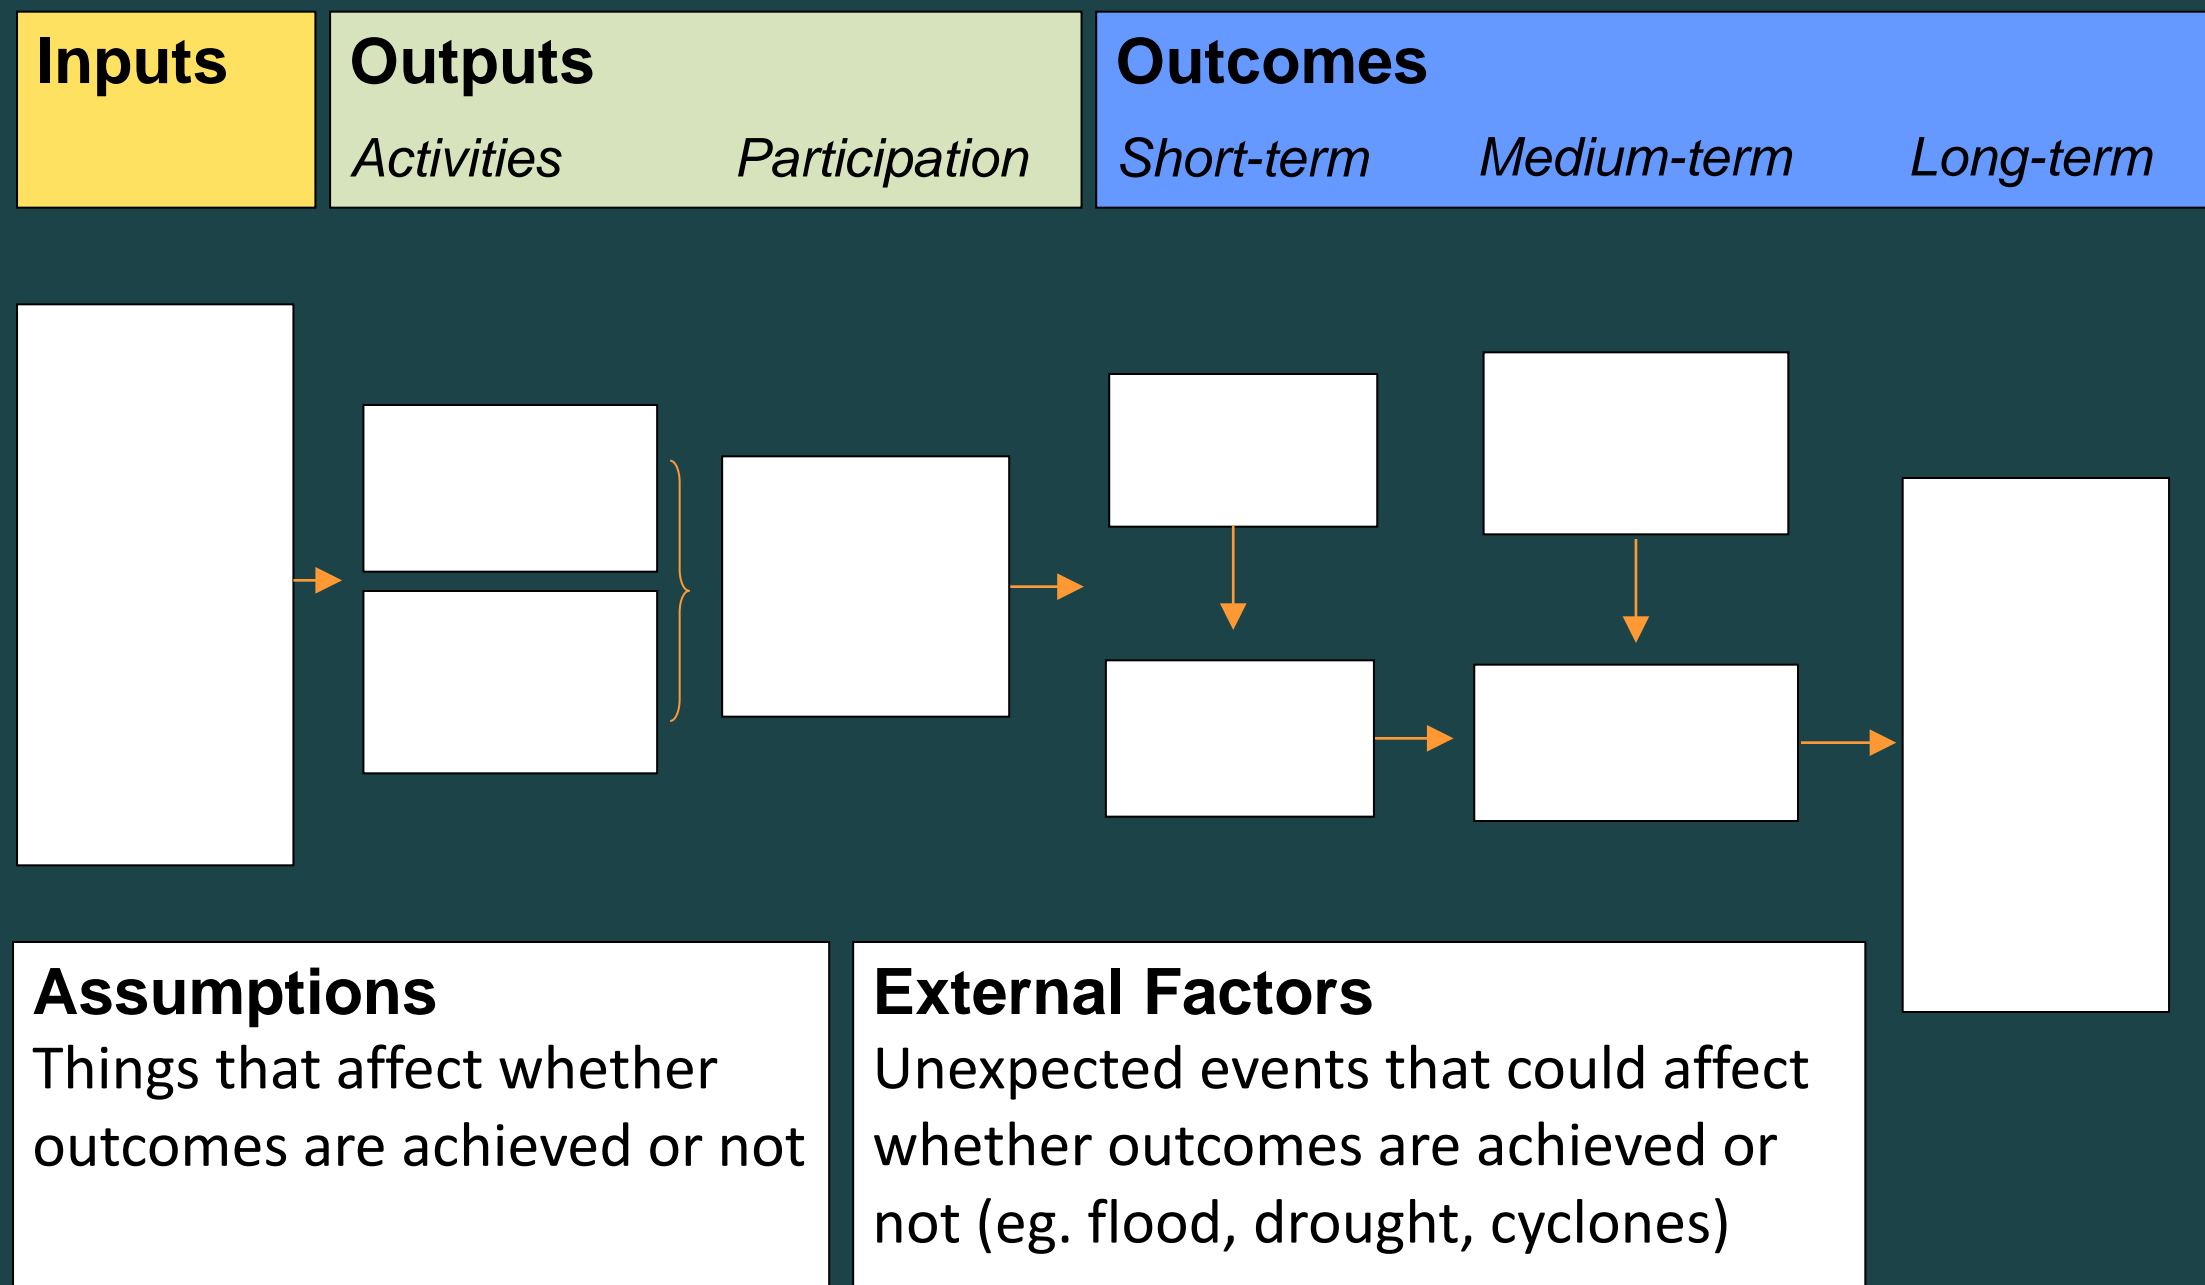 Inputs
Outputs
Outcomes
Activities
Participation
Short-term
Medium-term
Long-term
Assumptions
Things that affect whether
outcomes are achieved or not
External Factors
Unexpected events that could affect
whether outcomes are achieved or
not (eg. flood, drought, cyclones)